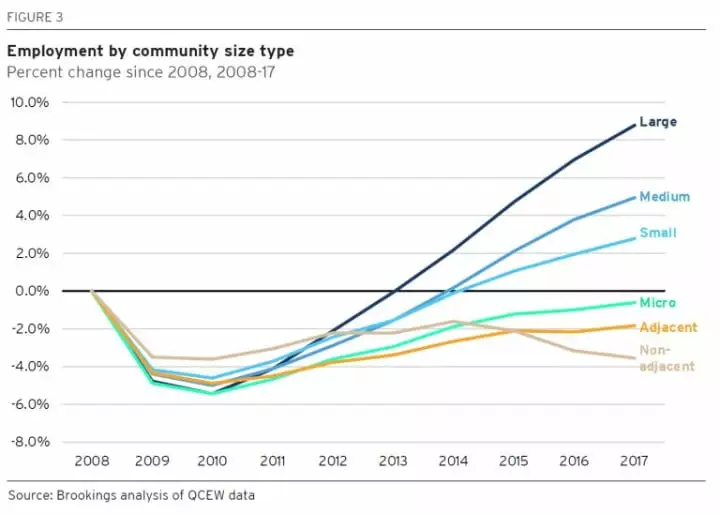 FIGURE 3
Employment by community size type
Percent change since 2008, 2008-17
10.0%
8.0%
6.0%
4.0%
2.0%
0.0%
-2.0%
-4.0%
-6.0%
-8.0%
Large
Medium
Small
Micro
Adjacent
Non-
adjacent
2008 2009 2010 2011 2012 2013 2014 2015 2016 2017
Source: Brookings analysis of QCEW data